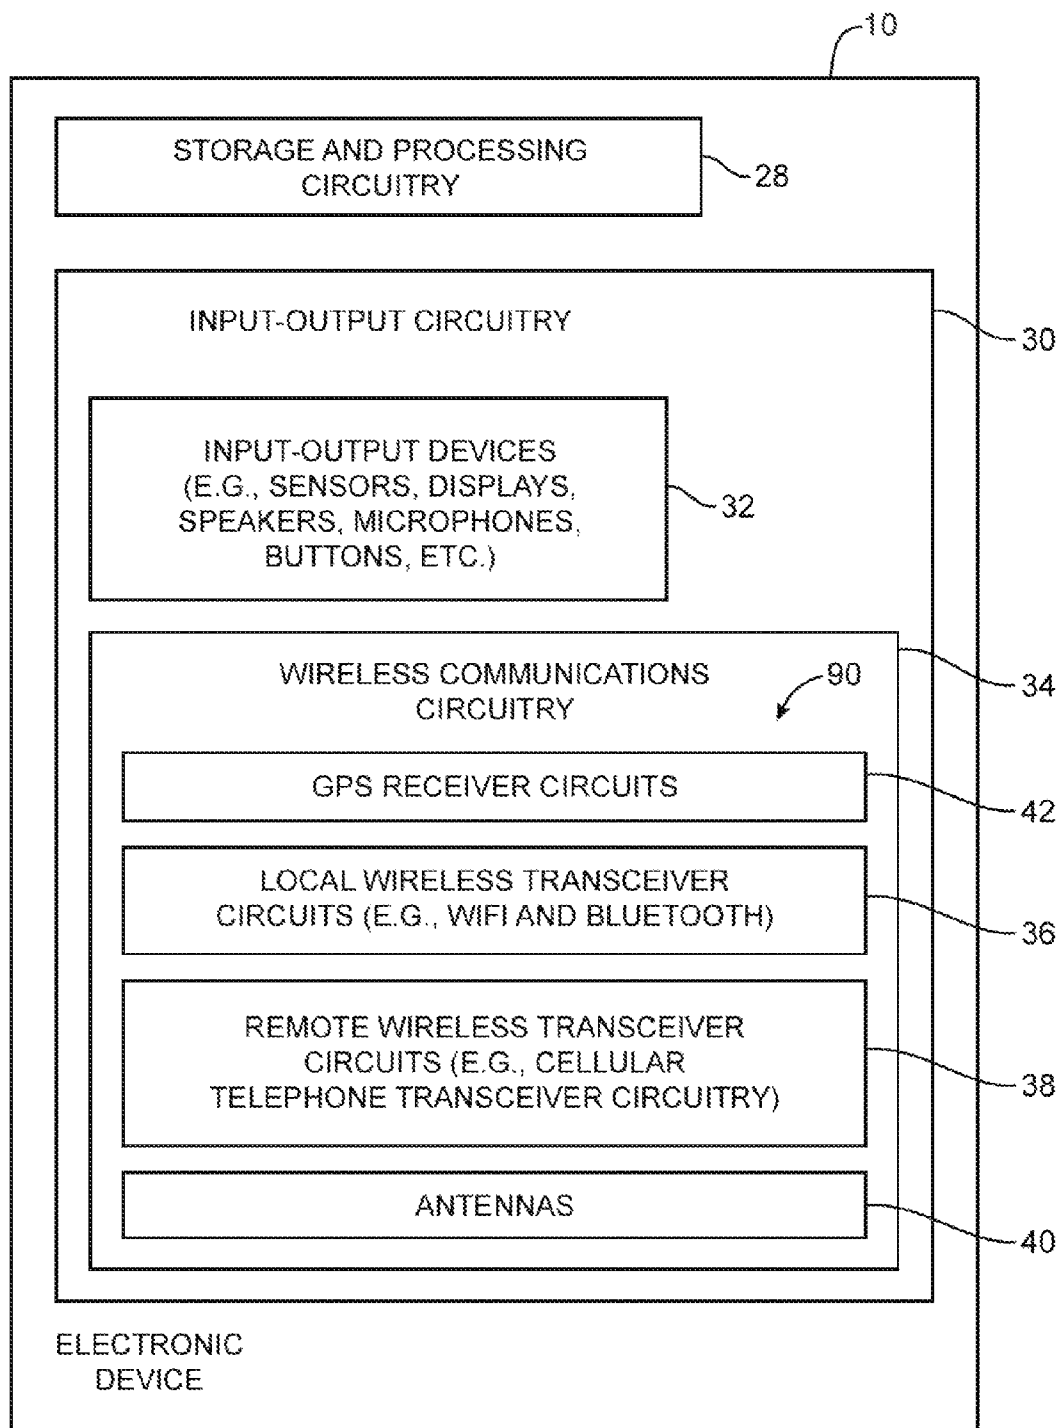 10
STORAGE AND PROCESSING
CIRCUITRY
28
INPUT-OUTPUT CIRCUITRY
30
INPUT-OUTPUT DEVICES
(E.G., SENSORS, DISPLAYS,
SPEAKERS, MICROPHONES,
BUTTONS, ETC.)
32
WIRELESS COMMUNICATIONS
CIRCUITRY
90
34
GPS RECEIVER CIRCUITS
42
LOCAL WIRELESS TRANSCEIVER
CIRCUITS (E.G., WIFI AND BLUETOOTH)
36
REMOTE WIRELESS TRANSCEIVER
CIRCUITS (E.G., CELLULAR
TELEPHONE TRANSCEIVER CIRCUITRY)
38
ANTENNAS
40
ELECTRONIC
DEVICE